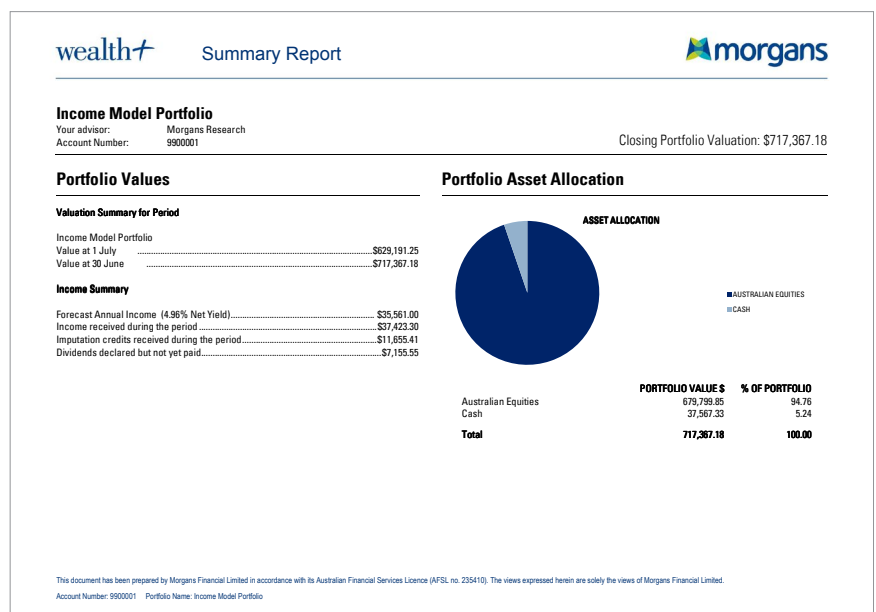 wealth+ Summary Report morgans
Income Model Portfolio
Your advisor: Morgans Research
Account Number: 9900001
Closing Portfolio Valuation: $717,367.18
Portfolio Values
Valuation Summary for Period
Income Model Portfolio
Value at 1 July ........ $629,191.25
Value at 30 June ........ $717,367.18
Income Summary
Forecast Annual Income (4.96% Net Yield)........ $35,561.00
Income received during the period ........ $37,423.30
Imputation credits received during the period........ $11,655.41
Dividends declared but not yet paid........ $7,155.55
Portfolio Asset Allocation
ASSET ALLOCATION
AUSTRALIAN EQUITIES
CASH
PORTFOLIO VALUE $ % OF PORTFOLIO
Australian Equities 679,799.85 94.76
Cash 37,567.33 5.24
Total 717,367.18 100.00
This document has been prepared by Morgans Financial Limited in accordance with its Australian Financial Services Licence (AFSL no. 235410). The views expressed herein are solely the views of Morgans Financial Limited.
Account Number: 9900001 Portfolio Name: Income Model Portfolio